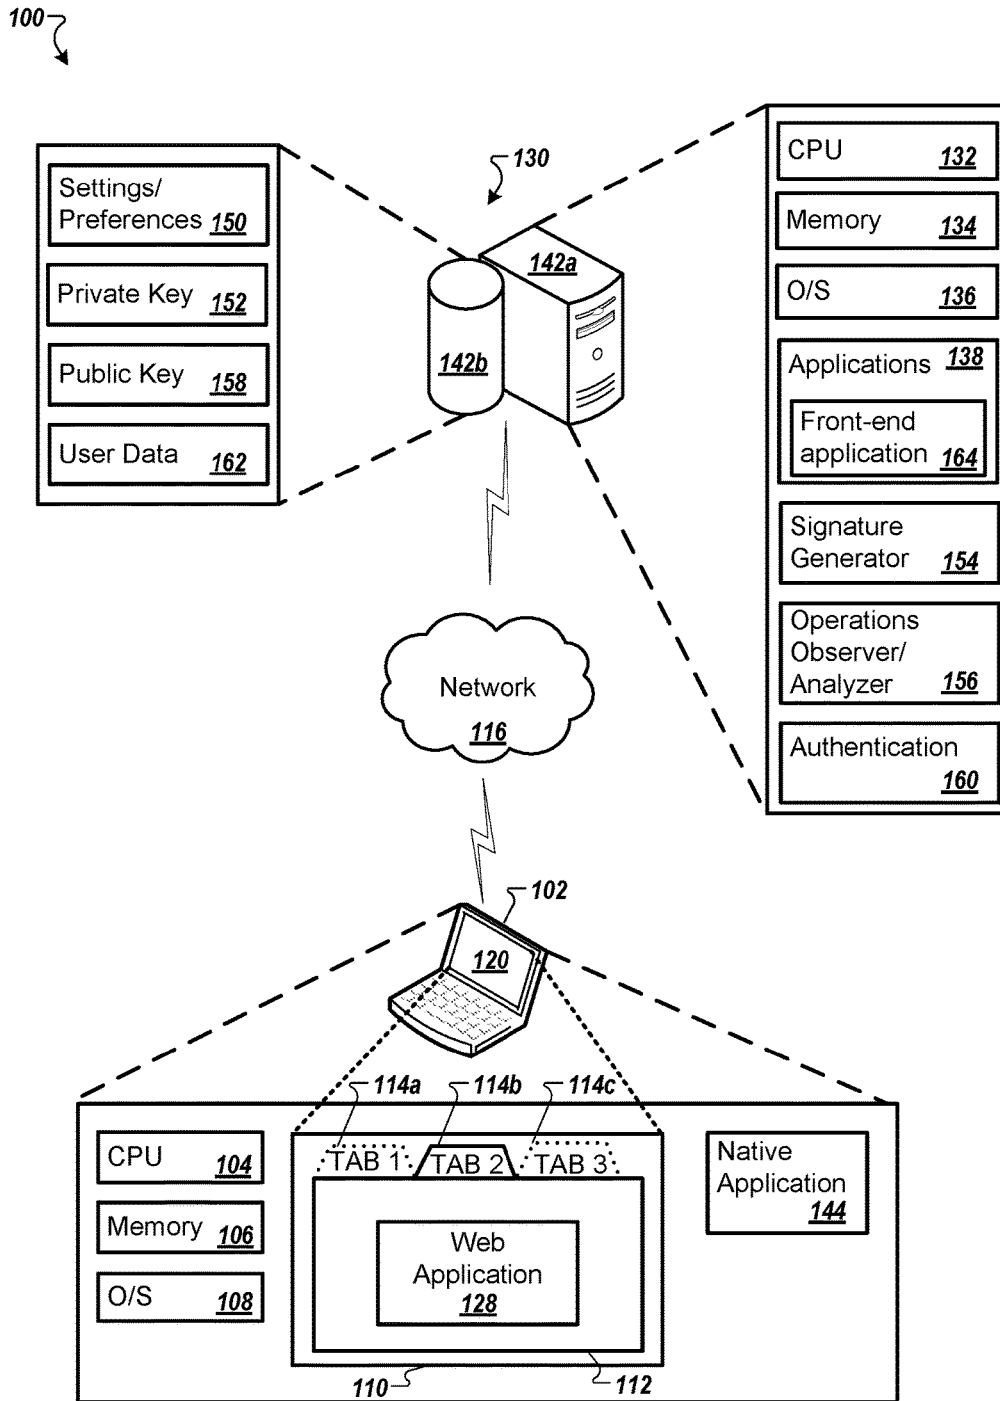 100
130
Settings/
Preferences 150
Private Key 152
Public Key 158
User Data 162
142a
142b
CPU 132
Memory 134
O/S 136
Applications 138
Front-end
application 164
Signature
Generator 154
Operations
Observer/
Analyzer 156
Authentication
160
Network
116
102
120
114a 114b 114c
CPU
104
Memory
106
O/S 108
TAB 1 TAB 2 TAB 3
Web
Application
128
Native
Application
144
110
112